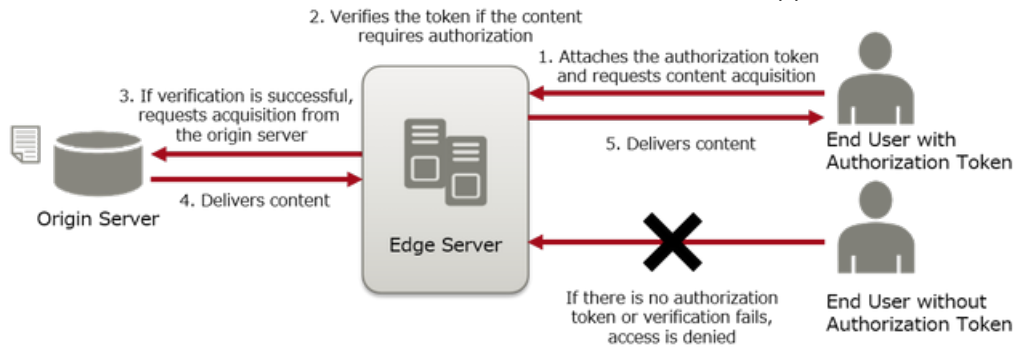 2. Verifies the token if the content
requires authorization
1. Attaches the authorization token
and requests content acquisition
3. If verification is successful,
requests acquisition from
the origin server
5. Delivers content
End User with
Authorization Token
4. Delivers content
Origin Server
Edge Server
If there is no authorization
token or verification fails,
access is denied
End User without
Authorization Token